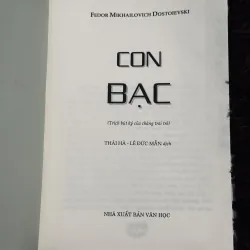 FEDOR MIKHAILOVICH DOSTOIEVSKI
CON
BẠC
(Trích bút ký của chàng trai trẻ)
THÁI HÀ - LÊ ĐỨC MẪN dịch
NHÀ XUẤT BẢN VĂN HỌC